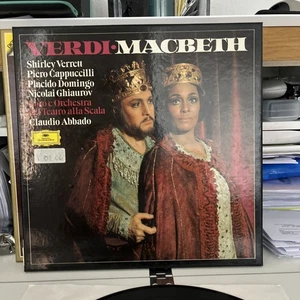 VERDI·MACBETH
Shirley Verrett
Piero Cappuccilli
Placido Domingo
Nicolai Ghiaurov
Coro e Orchestra
del Teatro alla Scala
Claudio Abbado